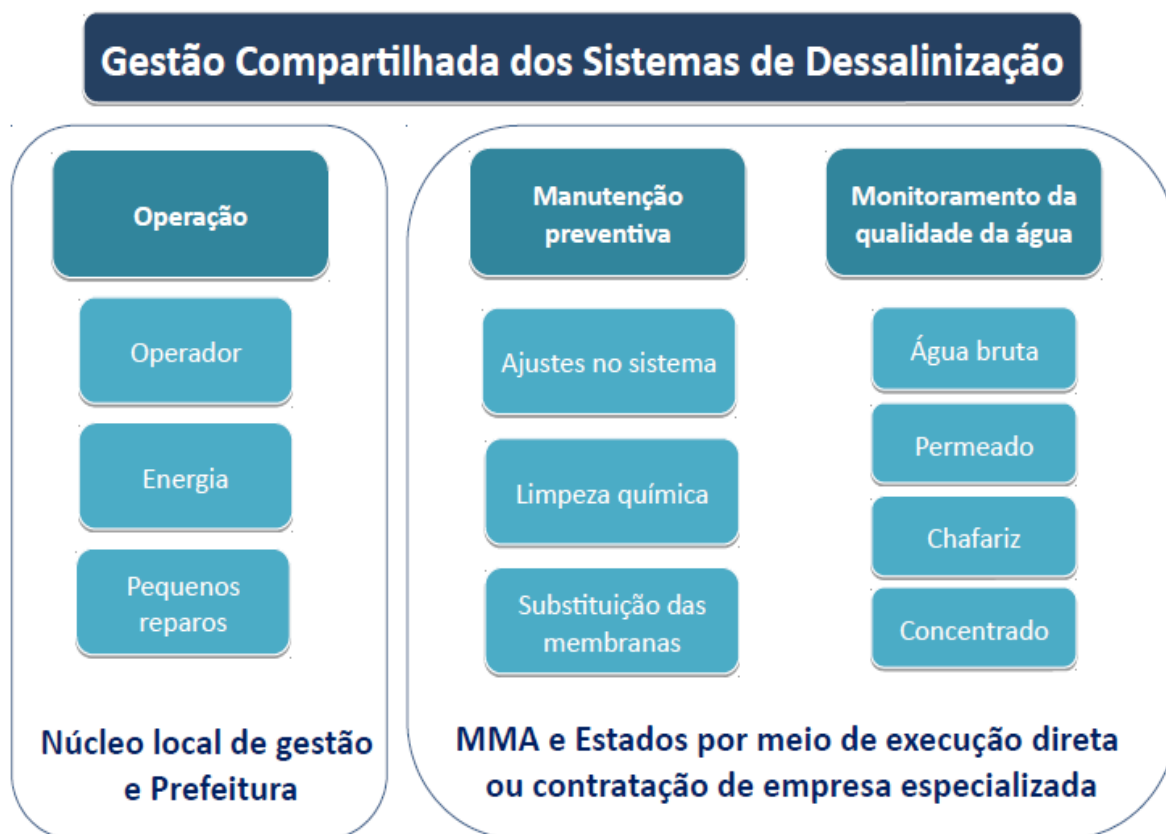 Gestão Compartilhada dos Sistemas de Dessalinização
Operação
Operador
Energia
Pequenos
reparos
Núcleo local de gestão
e Prefeitura
Manutenção
preventiva
Ajustes no sistema
Limpeza química
Substituição das
membranas
Monitoramento da
qualidade da água
Água bruta
Permeado
Chafariz
Concentrado
MMA e Estados por meio de execução direta
ou contratação de empresa especializada